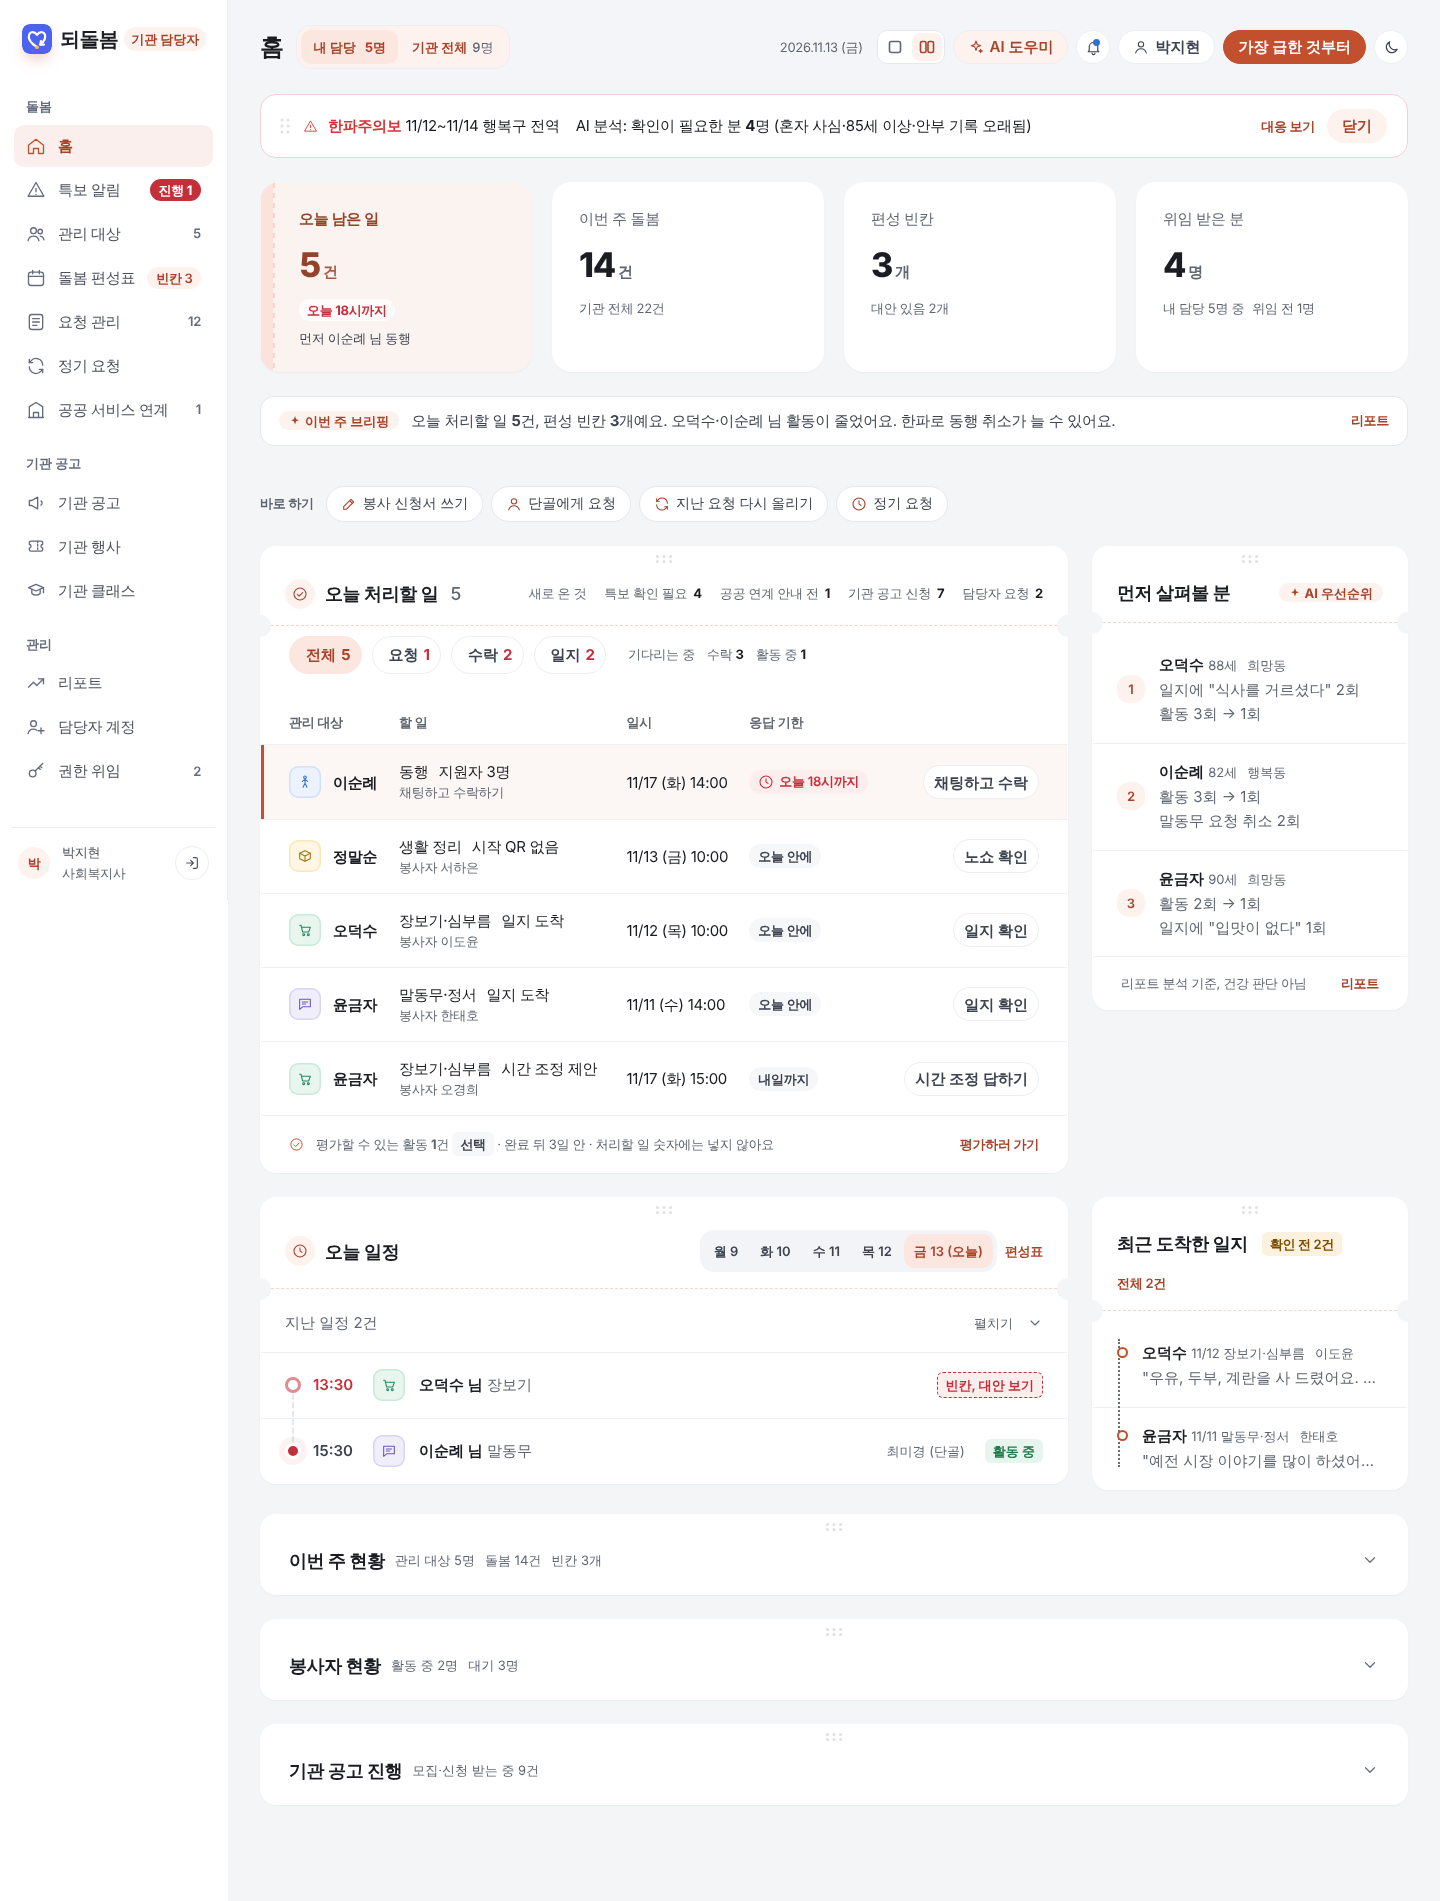 되돌봄 기관 담당자
돌봄
홈
특보 알림 진행 1
관리 대상 5
돌봄 편성표 빈칸 3
요청 관리 12
정기 요청
공공 서비스 연계 1
기관 공고
기관 공고
기관 행사
기관 클래스
관리
리포트
담당자 계정
권한 위임 2
박 박지현
사회복지사
홈 내 담당 5명 기관 전체 9명
2026.11.13 (금) AI 도우미 박지현 가장 급한 것부터
한파주의보 11/12~11/14 행복구 전역 AI 분석: 확인이 필요한 분 4명 (혼자 사심·85세 이상·안부 기록 오래됨) 대응 보기 닫기
오늘 남은 일
5건
오늘 18시까지
먼저 이순례 님 동행
이번 주 돌봄
14건
기관 전체 22건
편성 빈칸
3개
대안 있음 2개
위임 받은 분
4명
내 담당 5명 중 위임 전 1명
이번 주 브리핑 오늘 처리할 일 5건, 편성 빈칸 3개예요. 오덕수·이순례 님 활동이 줄었어요. 한파로 동행 취소가 늘 수 있어요. 리포트
바로 하기 봉사 신청서 쓰기 단골에게 요청 지난 요청 다시 올리기 정기 요청
오늘 처리할 일 5 새로 온 것 특보 확인 필요 4 공공 연계 안내 전 1 기관 공고 신청 7 담당자 요청 2
전체 5 요청 1 수락 2 일지 2 기다리는 중 수락 3 활동 중 1
관리 대상 할 일 일시 응답 기한
이순례 동행 지원자 3명 11/17 (화) 14:00 오늘 18시까지 채팅하고 수락
채팅하고 수락하기
정말순 생활 정리 시작 QR 없음 11/13 (금) 10:00 오늘 안에 노쇼 확인
봉사자 서하은
오덕수 장보기·심부름 일지 도착 11/12 (목) 10:00 오늘 안에 일지 확인
봉사자 이도윤
윤금자 말동무·정서 일지 도착 11/11 (수) 14:00 오늘 안에 일지 확인
봉사자 한태호
윤금자 장보기·심부름 시간 조정 제안 11/17 (화) 15:00 내일까지 시간 조정 답하기
봉사자 오경희
평가할 수 있는 활동 1건 선택 · 완료 뒤 3일 안 · 처리할 일 숫자에는 넣지 않아요 평가하러 가기
먼저 살펴볼 분 AI 우선순위
1 오덕수 88세 희망동
일지에 "식사를 거르셨다" 2회
활동 3회 → 1회
2 이순례 82세 행복동
활동 3회 → 1회
말동무 요청 취소 2회
3 윤금자 90세 희망동
활동 2회 → 1회
일지에 "입맛이 없다" 1회
리포트 분석 기준, 건강 판단 아님 리포트
오늘 일정 월 9 화 10 수 11 목 12 금 13 (오늘) 편성표
지난 일정 2건 펼치기
13:30 오덕수 님 장보기 빈칸, 대안 보기
15:30 이순례 님 말동무 최미경 (단골) 활동 중
최근 도착한 일지 확인 전 2건
전체 2건
오덕수 11/12 장보기·심부름 이도윤
"우유, 두부, 계란을 사 드렸어요. ...
윤금자 11/11 말동무·정서 한태호
"예전 시장 이야기를 많이 하셨어...
이번 주 현황 관리 대상 5명 돌봄 14건 빈칸 3개
봉사자 현황 활동 중 2명 대기 3명
기관 공고 진행 모집·신청 받는 중 9건